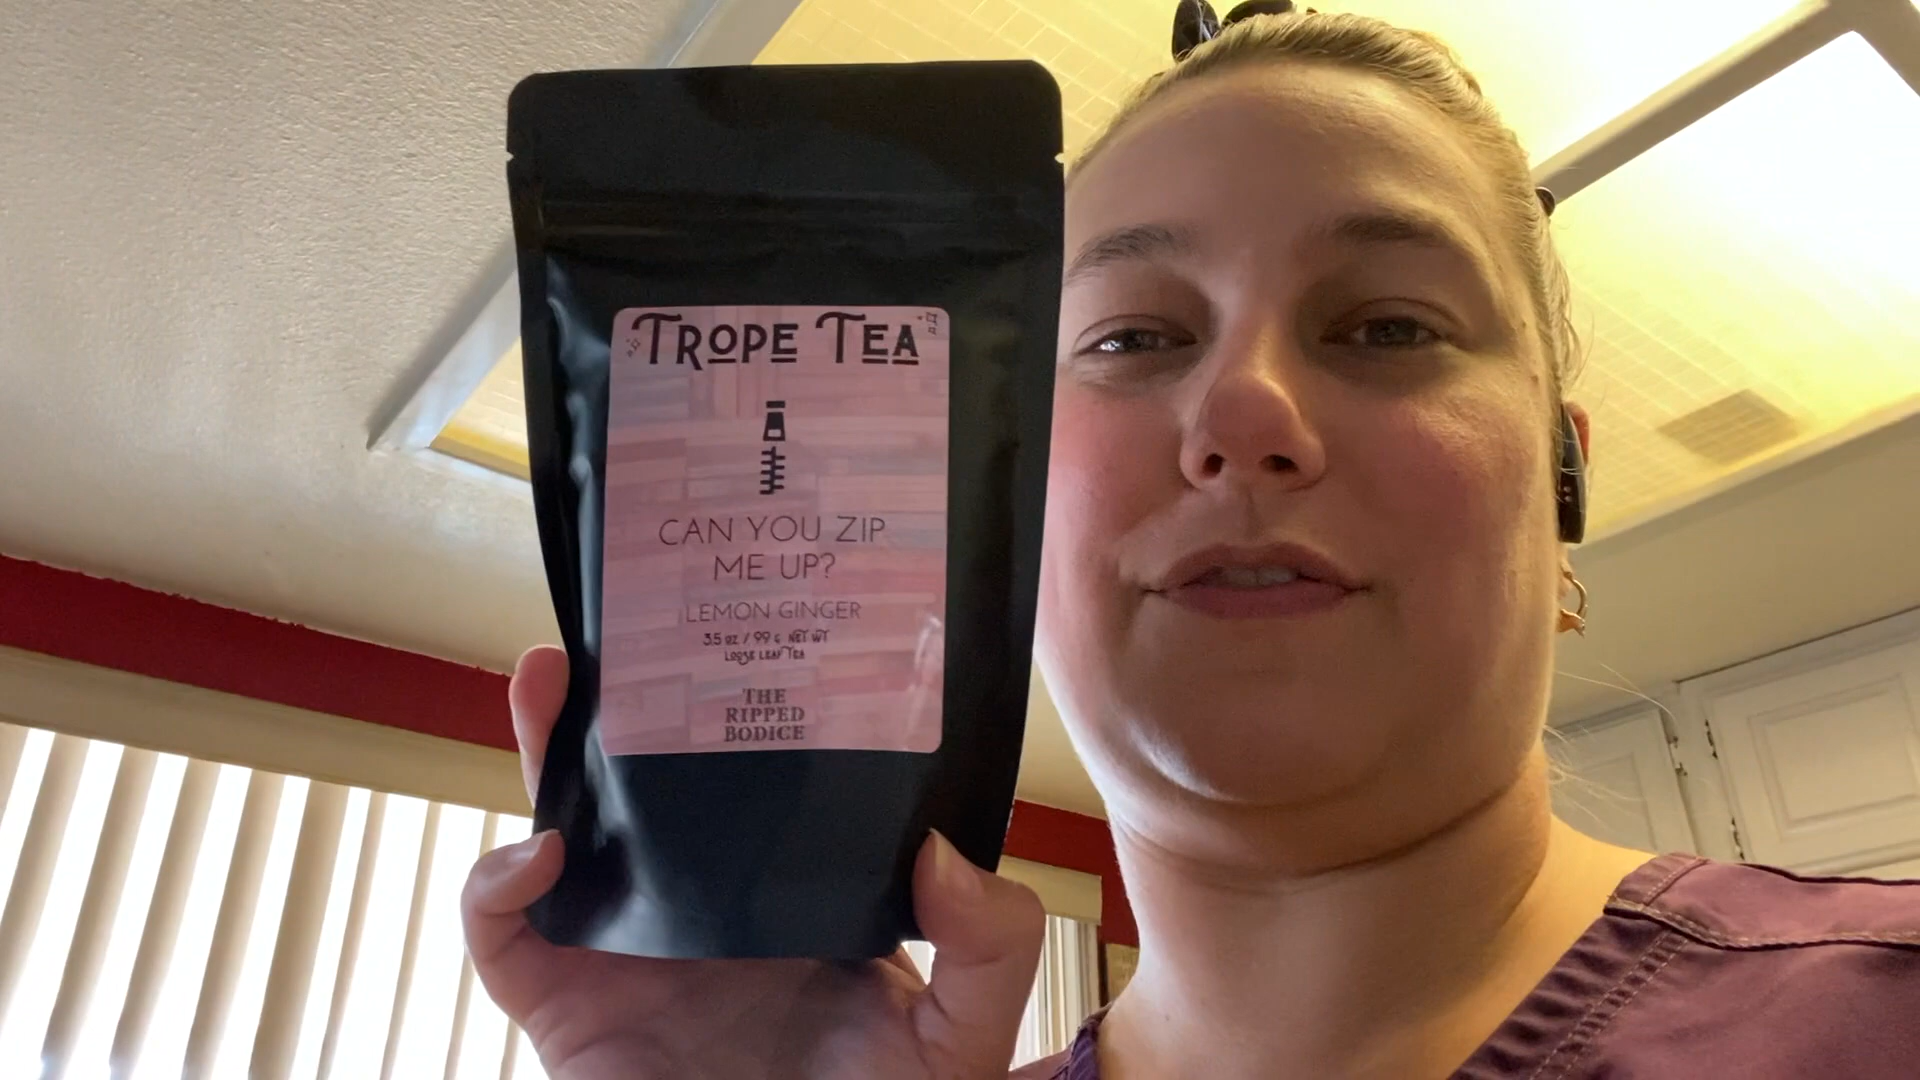 TROPE TEA
CAN YOU ZIP
ME UP?
LEMON GINGER
3.5 oz / 99 G NET WT
LOOSE LEAF TEA
THE
RIPPED
BODICE